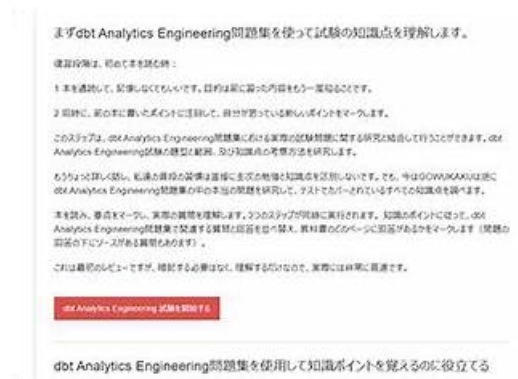 まずdbt Analytics Engineering問題集を使って試験の知識点を理解します。
復習段階は、初めて本を読む時：
1 本を通読して、記憶しなくてもいいです。目的は前に習った内容をもう一度知ることです。
2 同時に、前の本に書いたポイントに注目して、自分が思っている新しいポイントをマークします。
このステップは、dbt Analytics Engineering問題集における実際の試験問題に関する研究と結合して行うことができます。dbt
Analytics Engineering試験の題型と範囲、及び知識点の考察方法を研究します。
もうちょっと詳しく話し、私達の普段の習慣は直接に主次の勉強と知識点を区別しないです。でも、今はGOWUKAKUは逆に
dbt Analytics Engineering問題集の中の本当の問題を研究して、テストでカバーされているすべての知識点を調べます。
本を読み、要点をマークし、実際の質問を理解します。3つのステップが同時に実行されます。知識のポイントに従って、dbt
Analytics Engineering問題集で関連する質問と回答を並べ替え、教科書のどのページに回答があるかをマークします（問題の
回答の下にソースがある質問もあります）。
これは最初のレビューですが、暗記する必要はなく、理解するだけなので、実際には非常に高速です。
dbt Analytics Engineering 試験を開始する
dbt Analytics Engineering問題集を使用して知識ポイントを覚えるのに役立てる